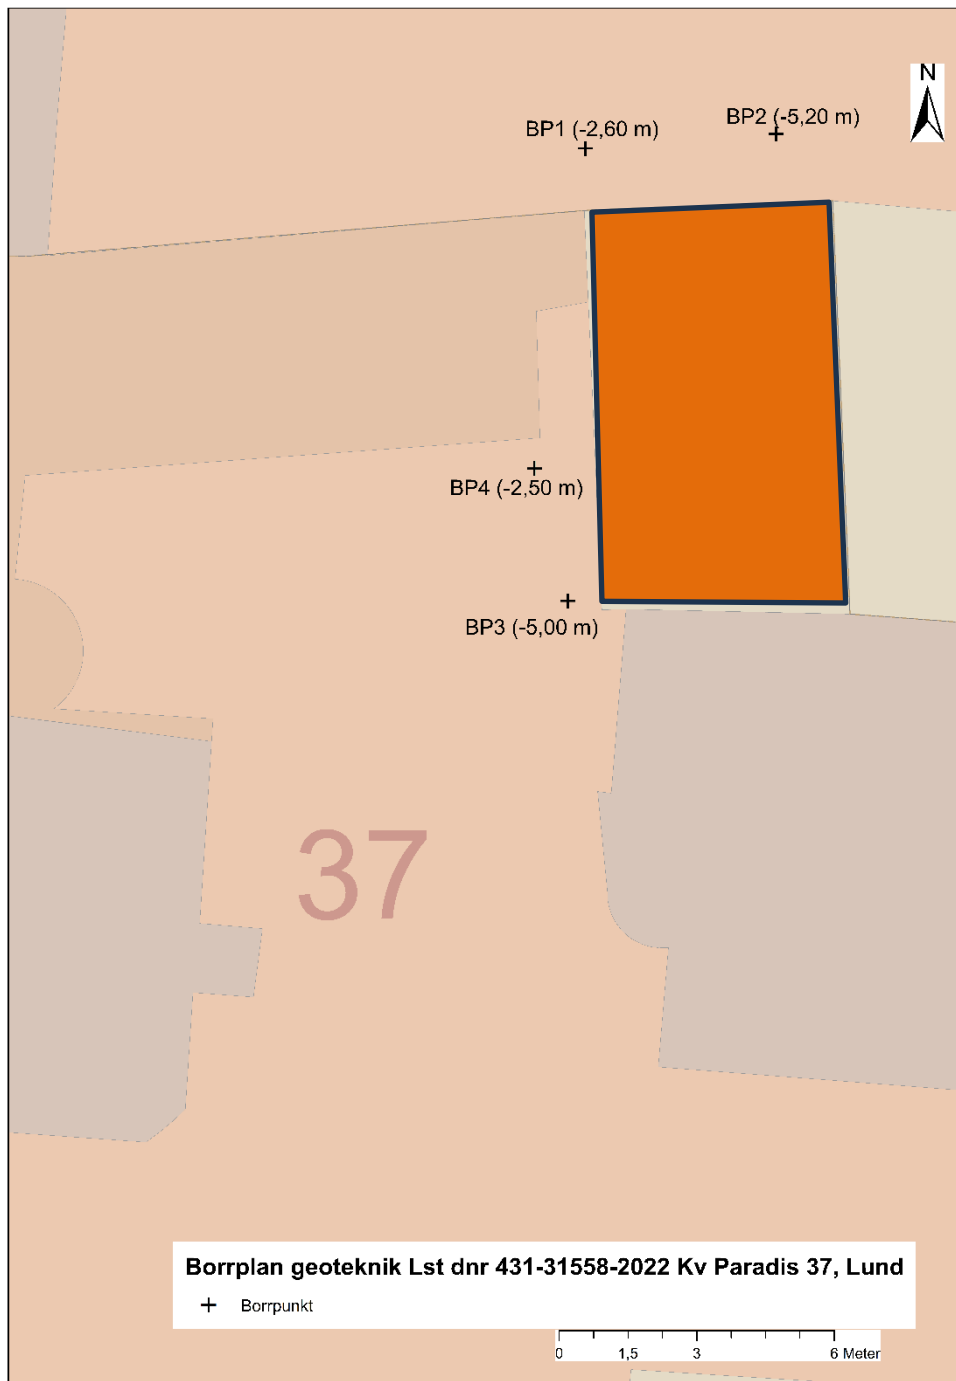 N
BP1 (-2,60 m)
BP2 (-5,20 m)
BP4 (-2,50 m)
BP3 (-5,00 m)
37
Borrplan geoteknik Lst dnr 431-31558-2022 Kv Paradis 37, Lund
Borrpunkt
0 1,5 3 6 Meter